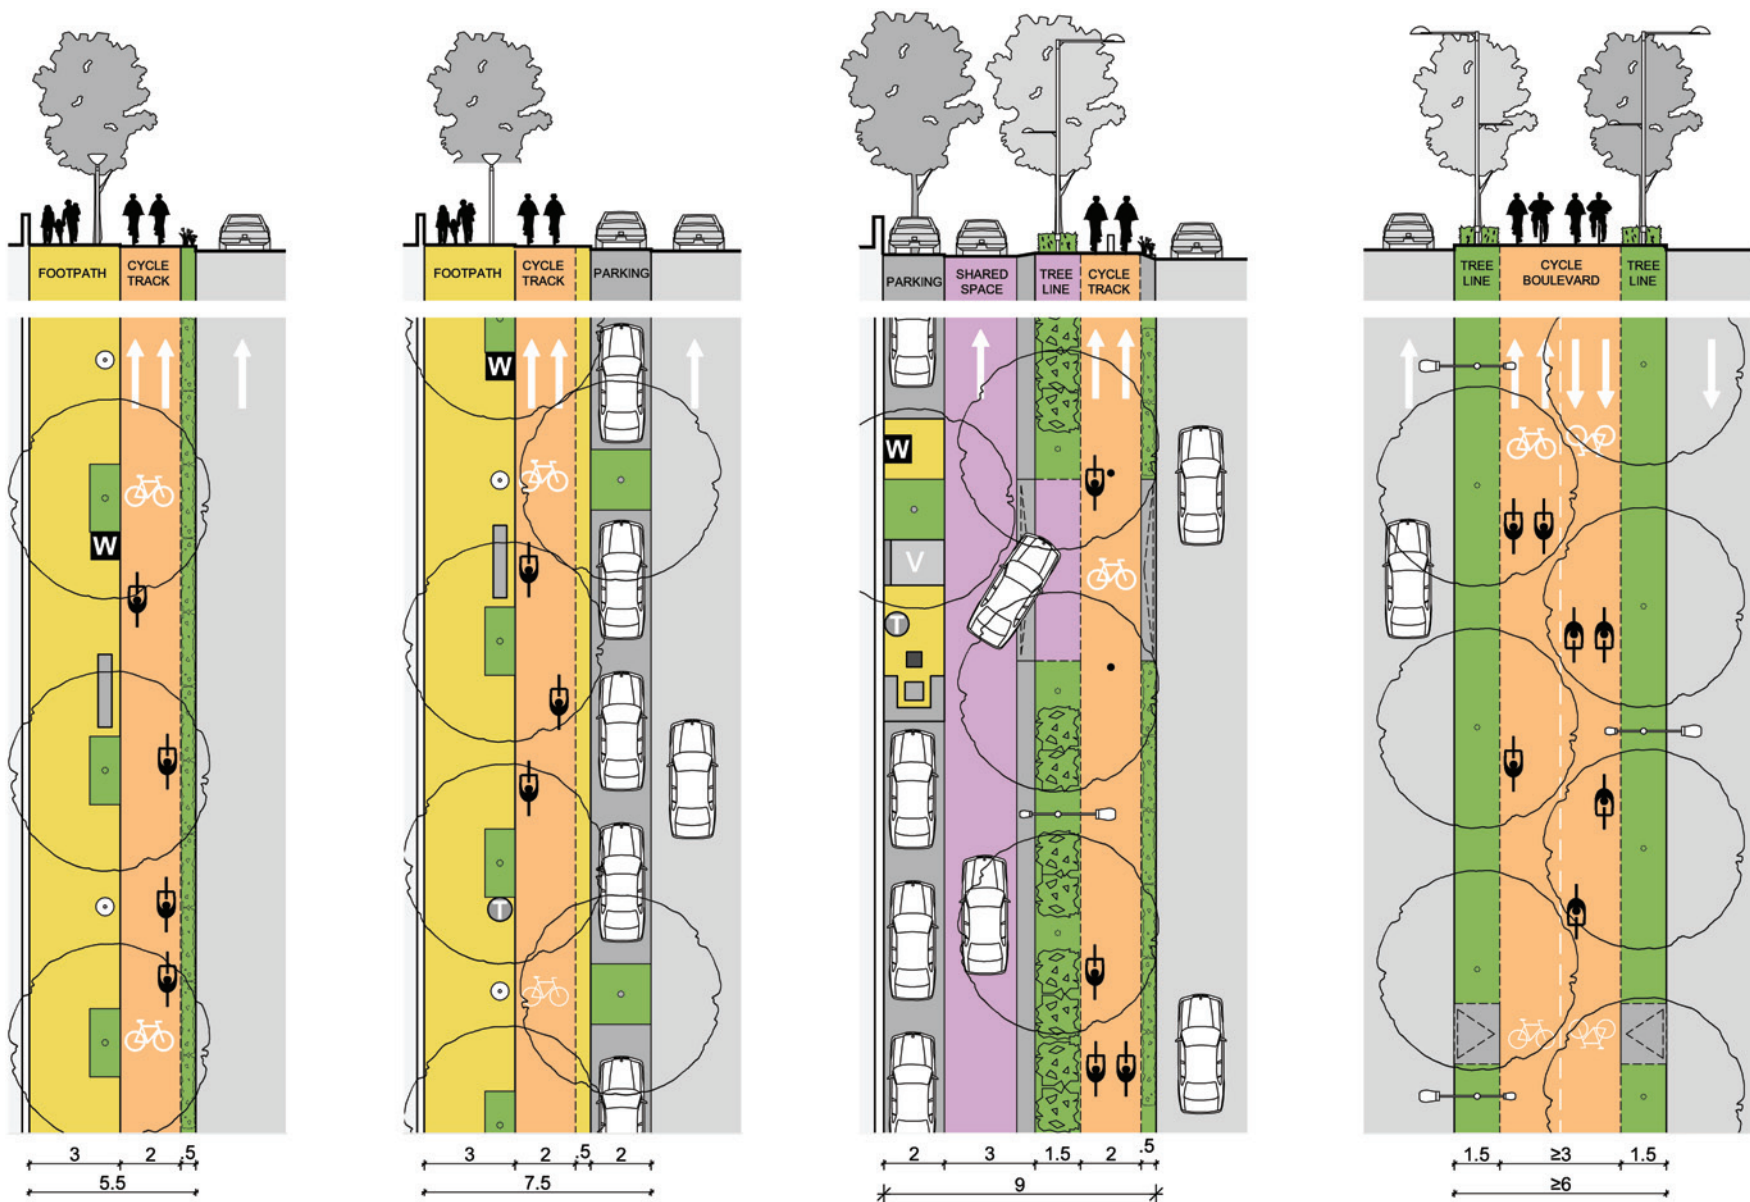 FOOTPATH
CYCLE
TRACK
FOOTPATH
CYCLE
TRACK
PARKING
PARKING
SHARED
SPACE
TREE
LINE
CYCLE
TRACK
TREE
LINE
CYCLE
BOULEVARD
TREE
LINE
W
W
T
W
V
T
3
2
.5
5.5
3
2
.5
2
7.5
2
3
1.5
2
.5
9
1.5
≥3
1.5
≥6